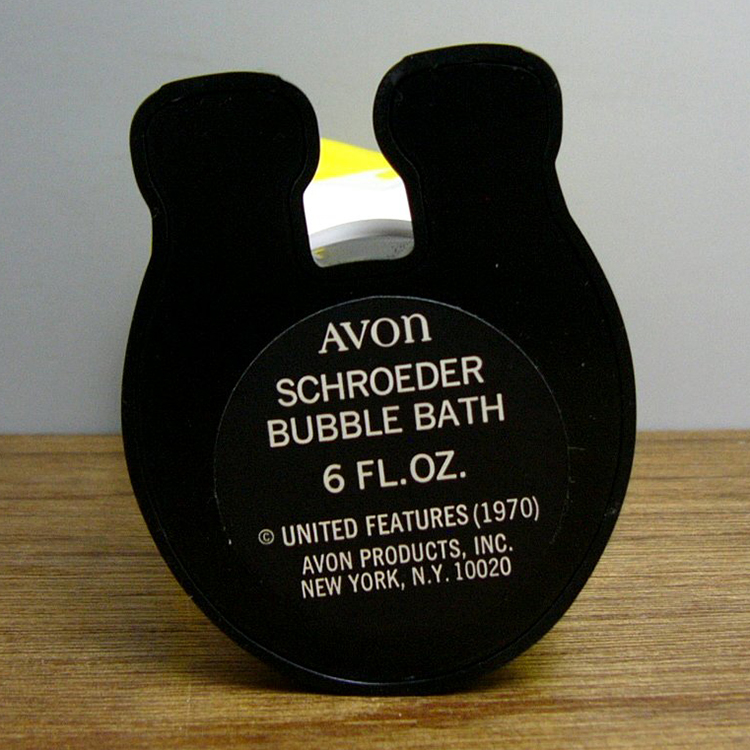 AVON
SCHROEDER
BUBBLE BATH
6 FL.OZ.
© UNITED FEATURES (1970)
AVON PRODUCTS, INC.
NEW YORK, N.Y. 10020